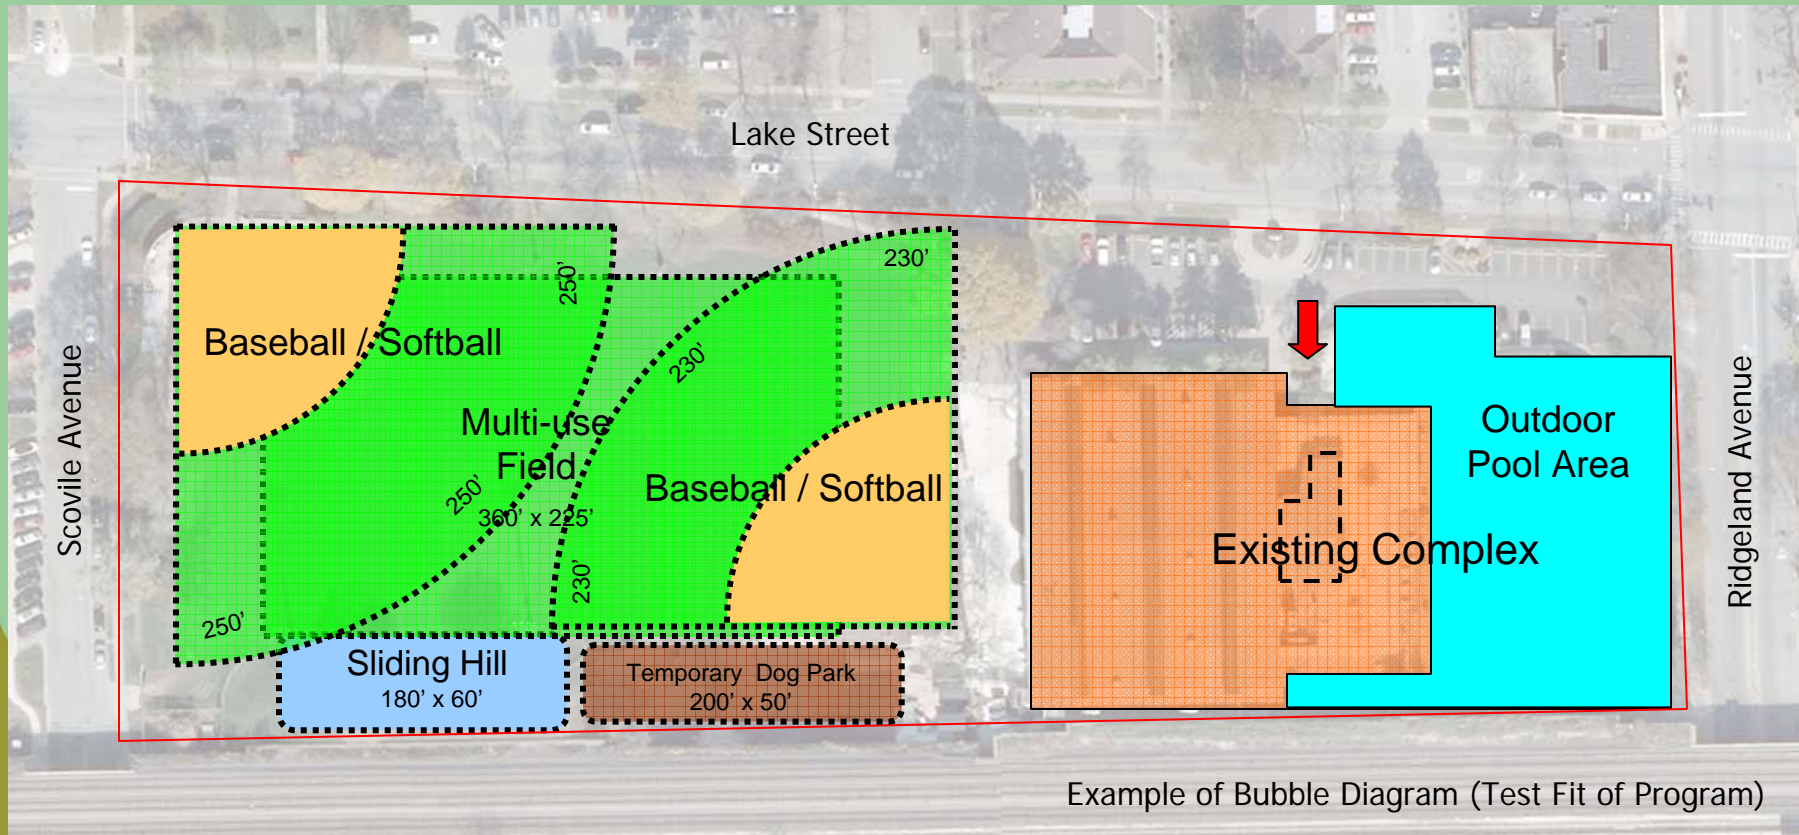 Lake Street
230’
250’
Baseball / Softball
230’
Scovile Avenue
Multi-use
Field
360’ x 225’
250’
Baseball / Softball
230’
250’
Sliding Hill
180’ x 60’
Temporary Dog Park
200’ x 50’
Outdoor
Pool Area
Existing Complex
Ridgeland Avenue
Example of Bubble Diagram (Test Fit of Program)